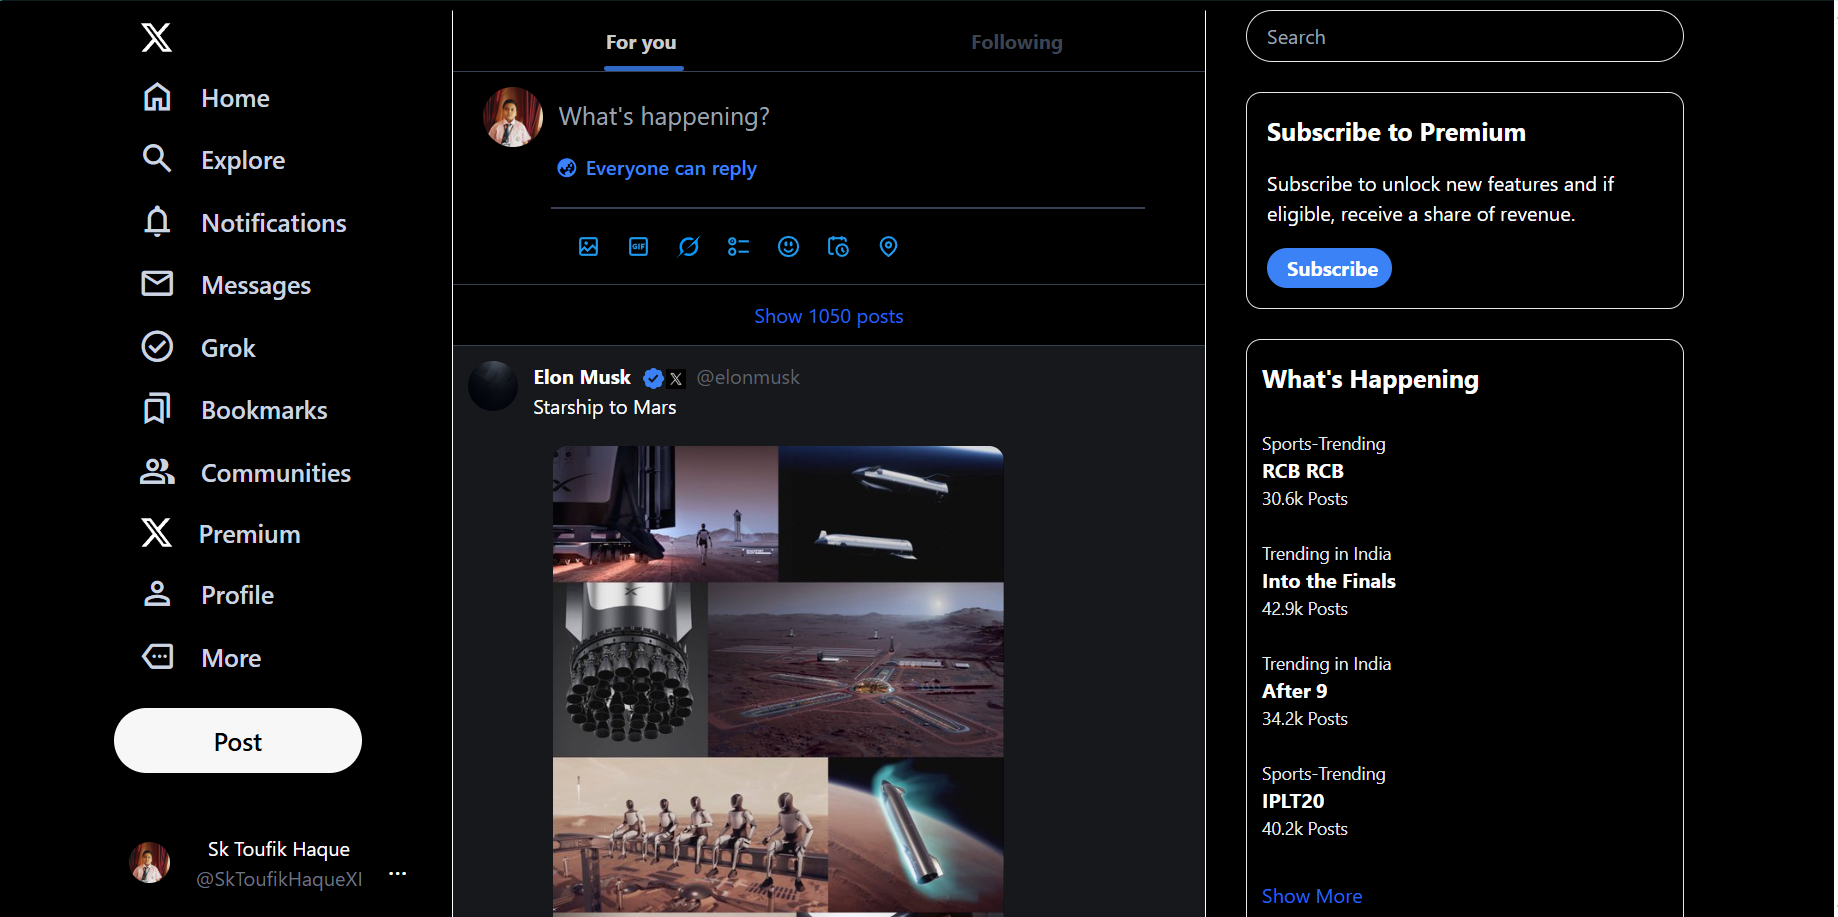 Home
Explore
Notifications
Messages
Grok
Bookmarks
Communities
Premium
Profile
More
Post
Sk Toufik Haque
@SkToufikHaqueXI
...
For you
Following
What's happening?
Everyone can reply
GIF
Show 1050 posts
Elon Musk @elonmusk
Starship to Mars
Search
Subscribe to Premium
Subscribe to unlock new features and if
eligible, receive a share of revenue.
Subscribe
What's Happening
Sports-Trending
RCB RCB
30.6k Posts
Trending in India
Into the Finals
42.9k Posts
Trending in India
After 9
34.2k Posts
Sports-Trending
IPLT20
40.2k Posts
Show More